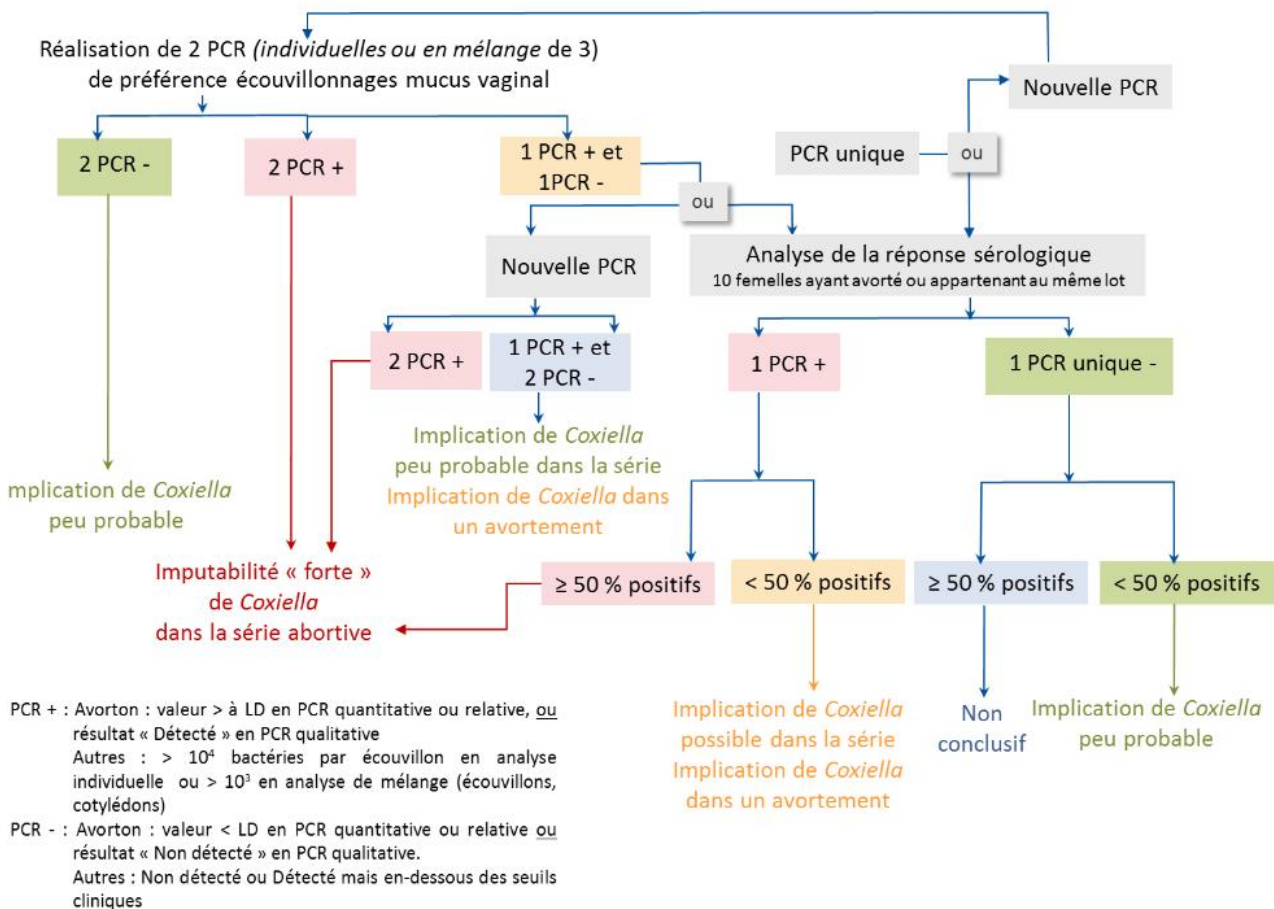 Réalisation de 2 PCR (individuelles ou en mélange de 3)
de préférence écouvillonnages mucus vaginal
Nouvelle PCR
2 PCR -
2 PCR +
1 PCR + et
1PCR -
PCR unique
ou
ou
Nouvelle PCR
Analyse de la réponse sérologique
10 femelles ayant avorté ou appartenant au même lot
2 PCR +
1 PCR + et
2 PCR -
1 PCR +
1 PCR unique -
mplication de Coxiella
peu probable
Implication de Coxiella
peu probable dans la série
Implication de Coxiella dans
un avortement
Imputabilité « forte »
de Coxiella
dans la série abortive
≥ 50 % positifs
< 50 % positifs
≥ 50 % positifs
< 50 % positifs
Implication de Coxiella
possible dans la série
Implication de Coxiella
dans un avortement
Non
conclusif
Implication de Coxiella
peu probable
PCR + : Avorton : valeur > à LD en PCR quantitative ou relative, ou
résultat « Détecté » en PCR qualitative
Autres : > 10⁴ bactéries par écouvillon en analyse
individuelle ou > 10³ en analyse de mélange (écouvillons,
cotylédons)
PCR - : Avorton : valeur < LD en PCR quantitative ou relative ou
résultat « Non détecté » en PCR qualitative.
Autres : Non détecté ou Détecté mais en-dessous des seuils
cliniques